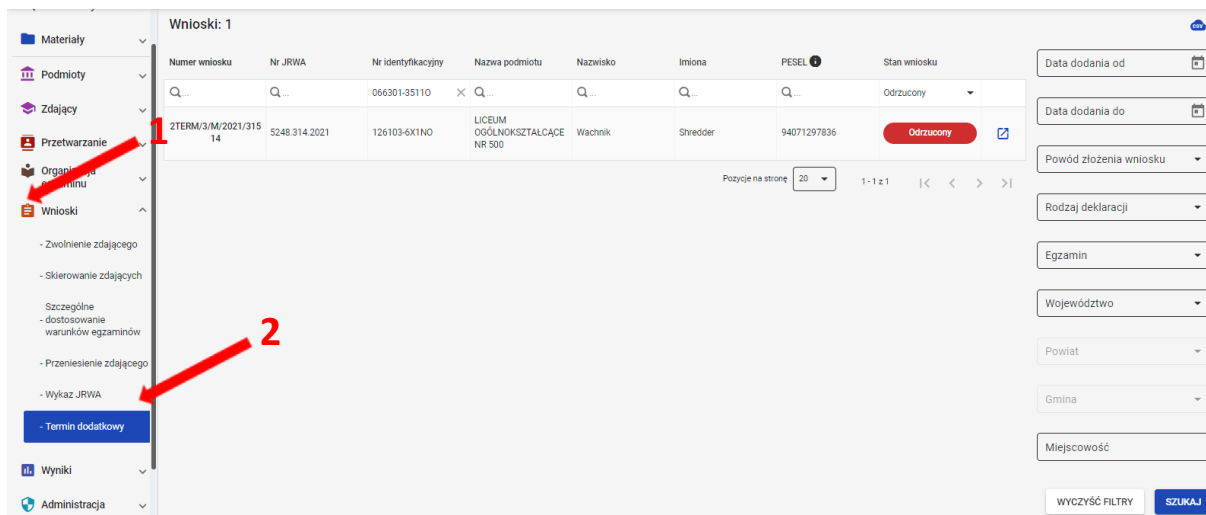 Materiały
Podmioty
Zdający
Przetwarzanie
Organizacja
egzaminu
Wnioski
- Zwolnienie zdającego
- Skierowanie zdających
Szczególne
- dostosowanie
warunków egzaminów
- Przeniesienie zdającego
- Wykaz JRWA
- Termin dodatkowy
Wyniki
Administracja
1
2
Wnioski: 1
csv
Numer wniosku Nr JRWA Nr identyfikacyjny Nazwa podmiotu Nazwisko Imiona PESEL Stan wniosku
... ... 066301-35110 ... ... ... ... Odrzucony
2TERM/3/M/2021/315
14
5248.314.2021
126103-6X1NO
LICEUM
OGÓLNOKSZTAŁCĄCE
NR 500
Wachnik
Shredder
94071297836
Odrzucony
Pozycje na stronę 20 1 - 1 z 1
Data dodania od
Data dodania do
Powód złożenia wniosku
Rodzaj deklaracji
Egzamin
Województwo
Powiat
Gmina
Miejscowość
WYCZYŚĆ FILTRY SZUKAJ